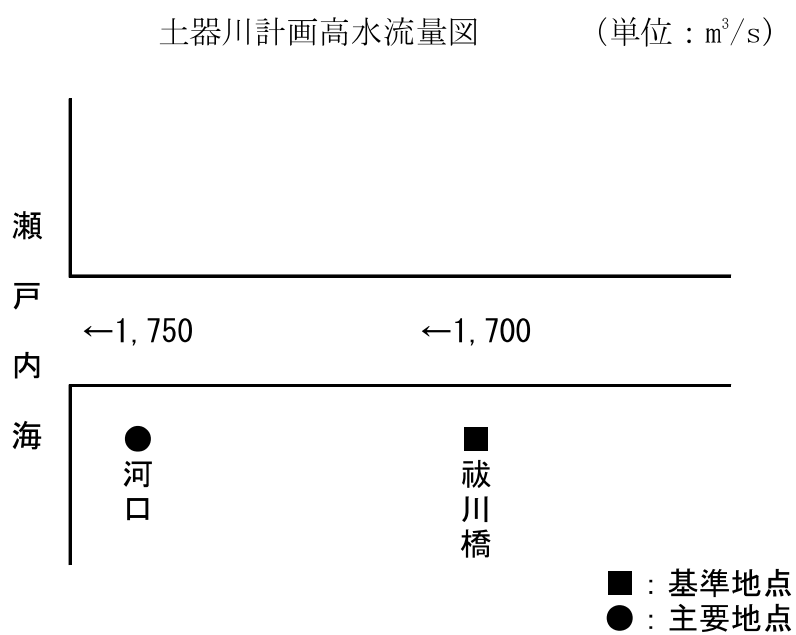 土器川計画高水流量図 (単位：m³/s)
瀬戸内海
←1,750 ←1,700
●
河口
■
祓川橋
■：基準地点
●：主要地点